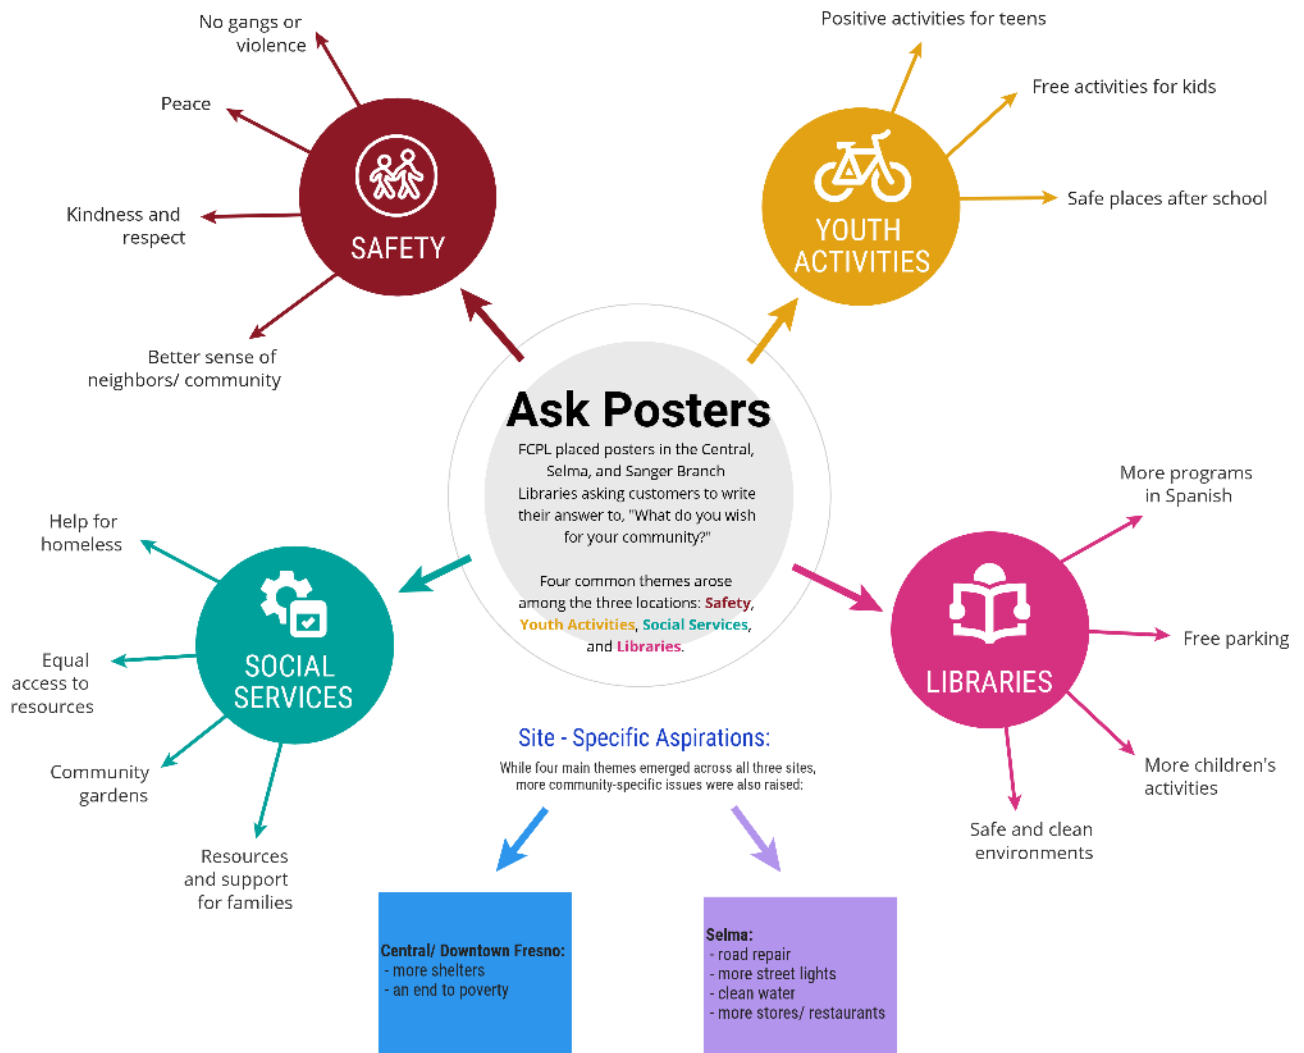 No gangs or
violence
Peace
Kindness and
respect
Better sense of
neighbors/ community
SAFETY
Positive activities for teens
Free activities for kids
Safe places after school
YOUTH
ACTIVITIES
Ask Posters
FCPL placed posters in the Central,
Selma, and Sanger Branch
Libraries asking customers to write
their answer to, "What do you wish
for your community?"
Four common themes arose
among the three locations: Safety,
Youth Activities, Social Services,
and Libraries.
Help for
homeless
Equal
access to
resources
Community
gardens
Resources
and support
for families
SOCIAL
SERVICES
More programs
in Spanish
Free parking
More children's
activities
Safe and clean
environments
LIBRARIES
Site - Specific Aspirations:
While four main themes emerged across all three sites,
more community-specific issues were also raised:
Central/ Downtown Fresno:
- more shelters
- an end to poverty
Selma:
- road repair
- more street lights
- clean water
- more stores/ restaurants